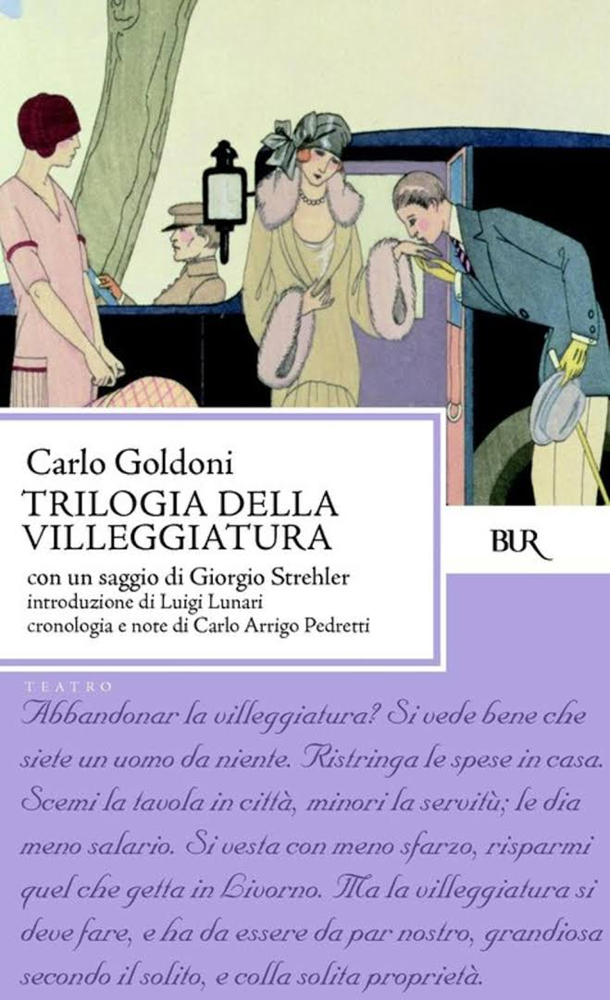 Carlo Goldoni
TRILOGIA DELLA
VILLEGGIATURA
con un saggio di Giorgio Strehler
introduzione di Luigi Lunari
cronologia e note di Carlo Arrigo Pedretti
BUR
TEATRO
Abbandonar la villeggiatura? Si vede bene che
siete un uomo da niente. Ristringa le spese in casa.
Scemi la tavola in città, minori la servitù; le dia
meno salario. Si vesta con meno sfarzo, risparmi
quel che getta in Livorno. Ma la villeggiatura si
deve fare, e ha da essere da par nostro, grandiosa
secondo il solito, e colla solita proprietà.